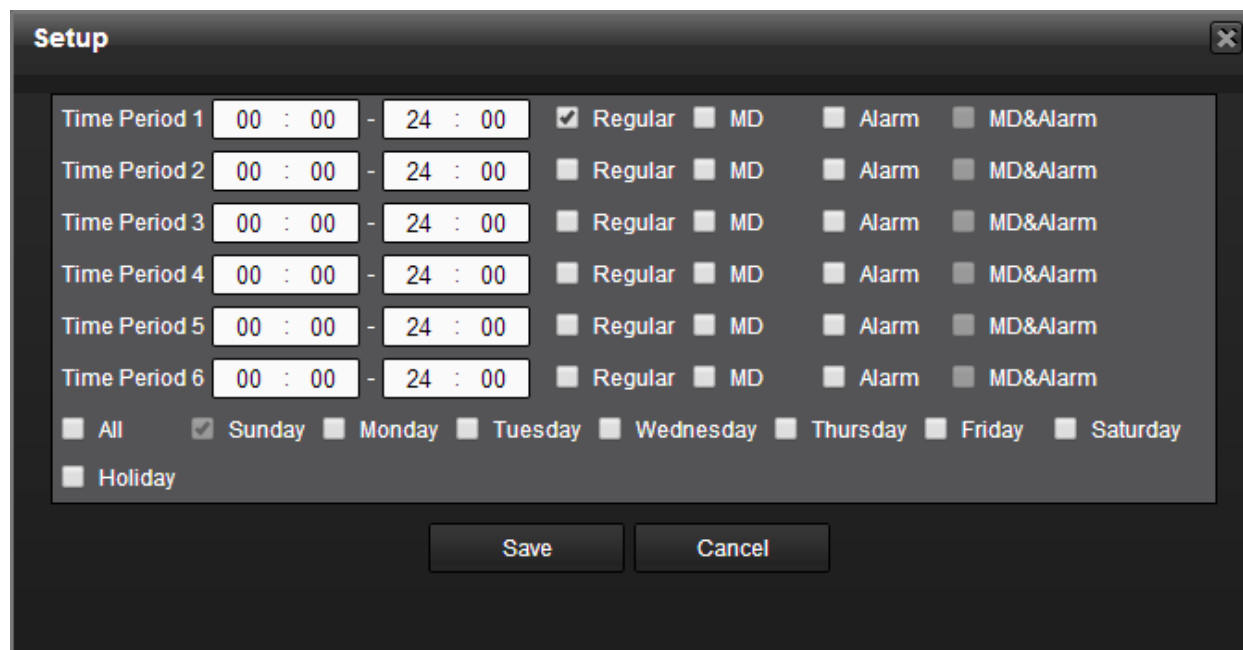 Setup
Time Period 1 00 : 00 - 24 : 00 Regular MD Alarm MD&Alarm
Time Period 2 00 : 00 - 24 : 00 Regular MD Alarm MD&Alarm
Time Period 3 00 : 00 - 24 : 00 Regular MD Alarm MD&Alarm
Time Period 4 00 : 00 - 24 : 00 Regular MD Alarm MD&Alarm
Time Period 5 00 : 00 - 24 : 00 Regular MD Alarm MD&Alarm
Time Period 6 00 : 00 - 24 : 00 Regular MD Alarm MD&Alarm
All Sunday Monday Tuesday Wednesday Thursday Friday Saturday
Holiday
Save Cancel